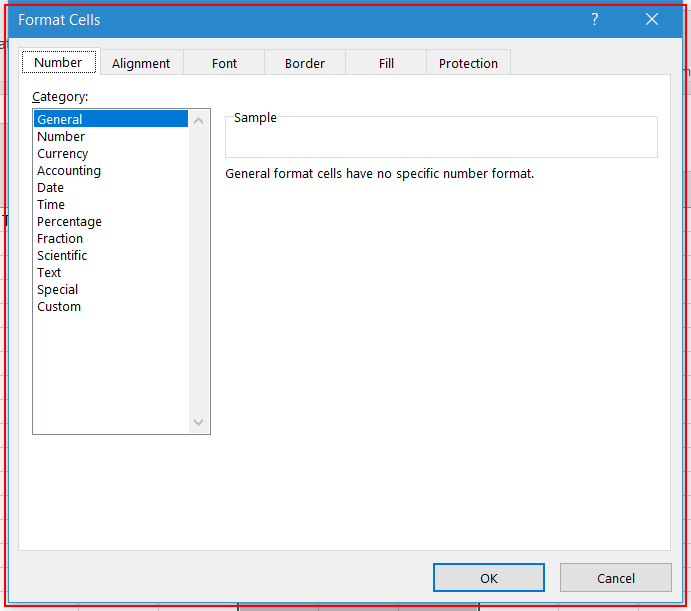 Format Cells ?
Number Alignment Font Border Fill Protection
Category:
General
Number
Currency
Accounting
Date
Time
Percentage
Fraction
Scientific
Text
Special
Custom
Sample
General format cells have no specific number format.
OK Cancel